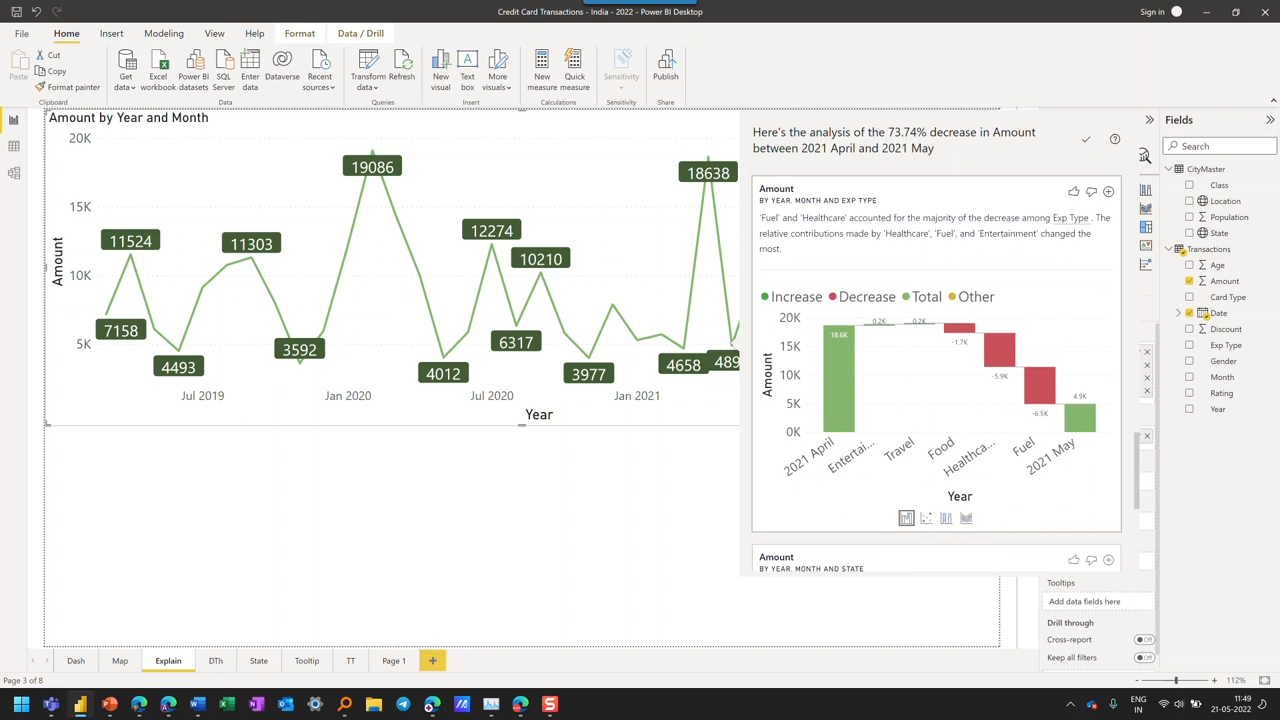 Credit Card Transactions - India - 2022 - Power BI Desktop
Sign in
File
Home
Insert
Modeling
View
Help
Format
Data / Drill
Paste
Cut
Copy
Format painter
Clipboard
Get data
Excel workbook
Power BI datasets
SQL Server
Enter data
Dataverse
Recent sources
Data
Transform data
Refresh
Queries
New visual
Text box
More visuals
Insert
New measure
Quick measure
Calculations
Sensitivity
Sensitivity
Publish
Share
Amount by Year and Month
20K
15K
10K
5K
Amount
11524
7158
4493
11303
3592
19086
4012
12274
6317
10210
3977
4658
18638
489
Jul 2019
Jan 2020
Jul 2020
Jan 2021
Year
Here's the analysis of the 73.74% decrease in Amount
between 2021 April and 2021 May
Amount
BY YEAR, MONTH AND EXP TYPE
'Fuel' and 'Healthcare' accounted for the majority of the decrease among Exp Type . The
relative contributions made by 'Healthcare', 'Fuel', and 'Entertainment' changed the
most.
Increase
Decrease
Total
Other
20K
15K
10K
5K
0K
Amount
18.6K
0.2K
0.2K
-1.7K
-5.9K
-6.5K
4.9K
2021 April
Entertai...
Travel
Food
Healthca...
Fuel
2021 May
Year
Amount
BY YEAR, MONTH AND STATE
Tooltips
Add data fields here
Drill through
Cross-report
Off
Keep all filters
Off
Fields
Search
CityMaster
Class
Location
Population
State
Transactions
Age
Amount
Card Type
Date
Discount
Exp Type
Gender
Month
Rating
Year
Dash
Map
Explain
DTh
State
Tooltip
TT
Page 1
Page 3 of 8
112%
ENG
IN
11:49
21-05-2022